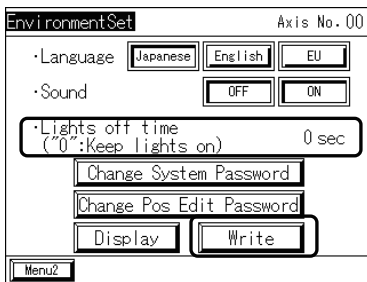 EnvironmentSet Axis No.00
·Language Japanese English EU
·Sound OFF ON
·Lights off time
("0":Keep lights on) 0 sec
Change System Password
Change Pos Edit Password
Display Write
Menu2